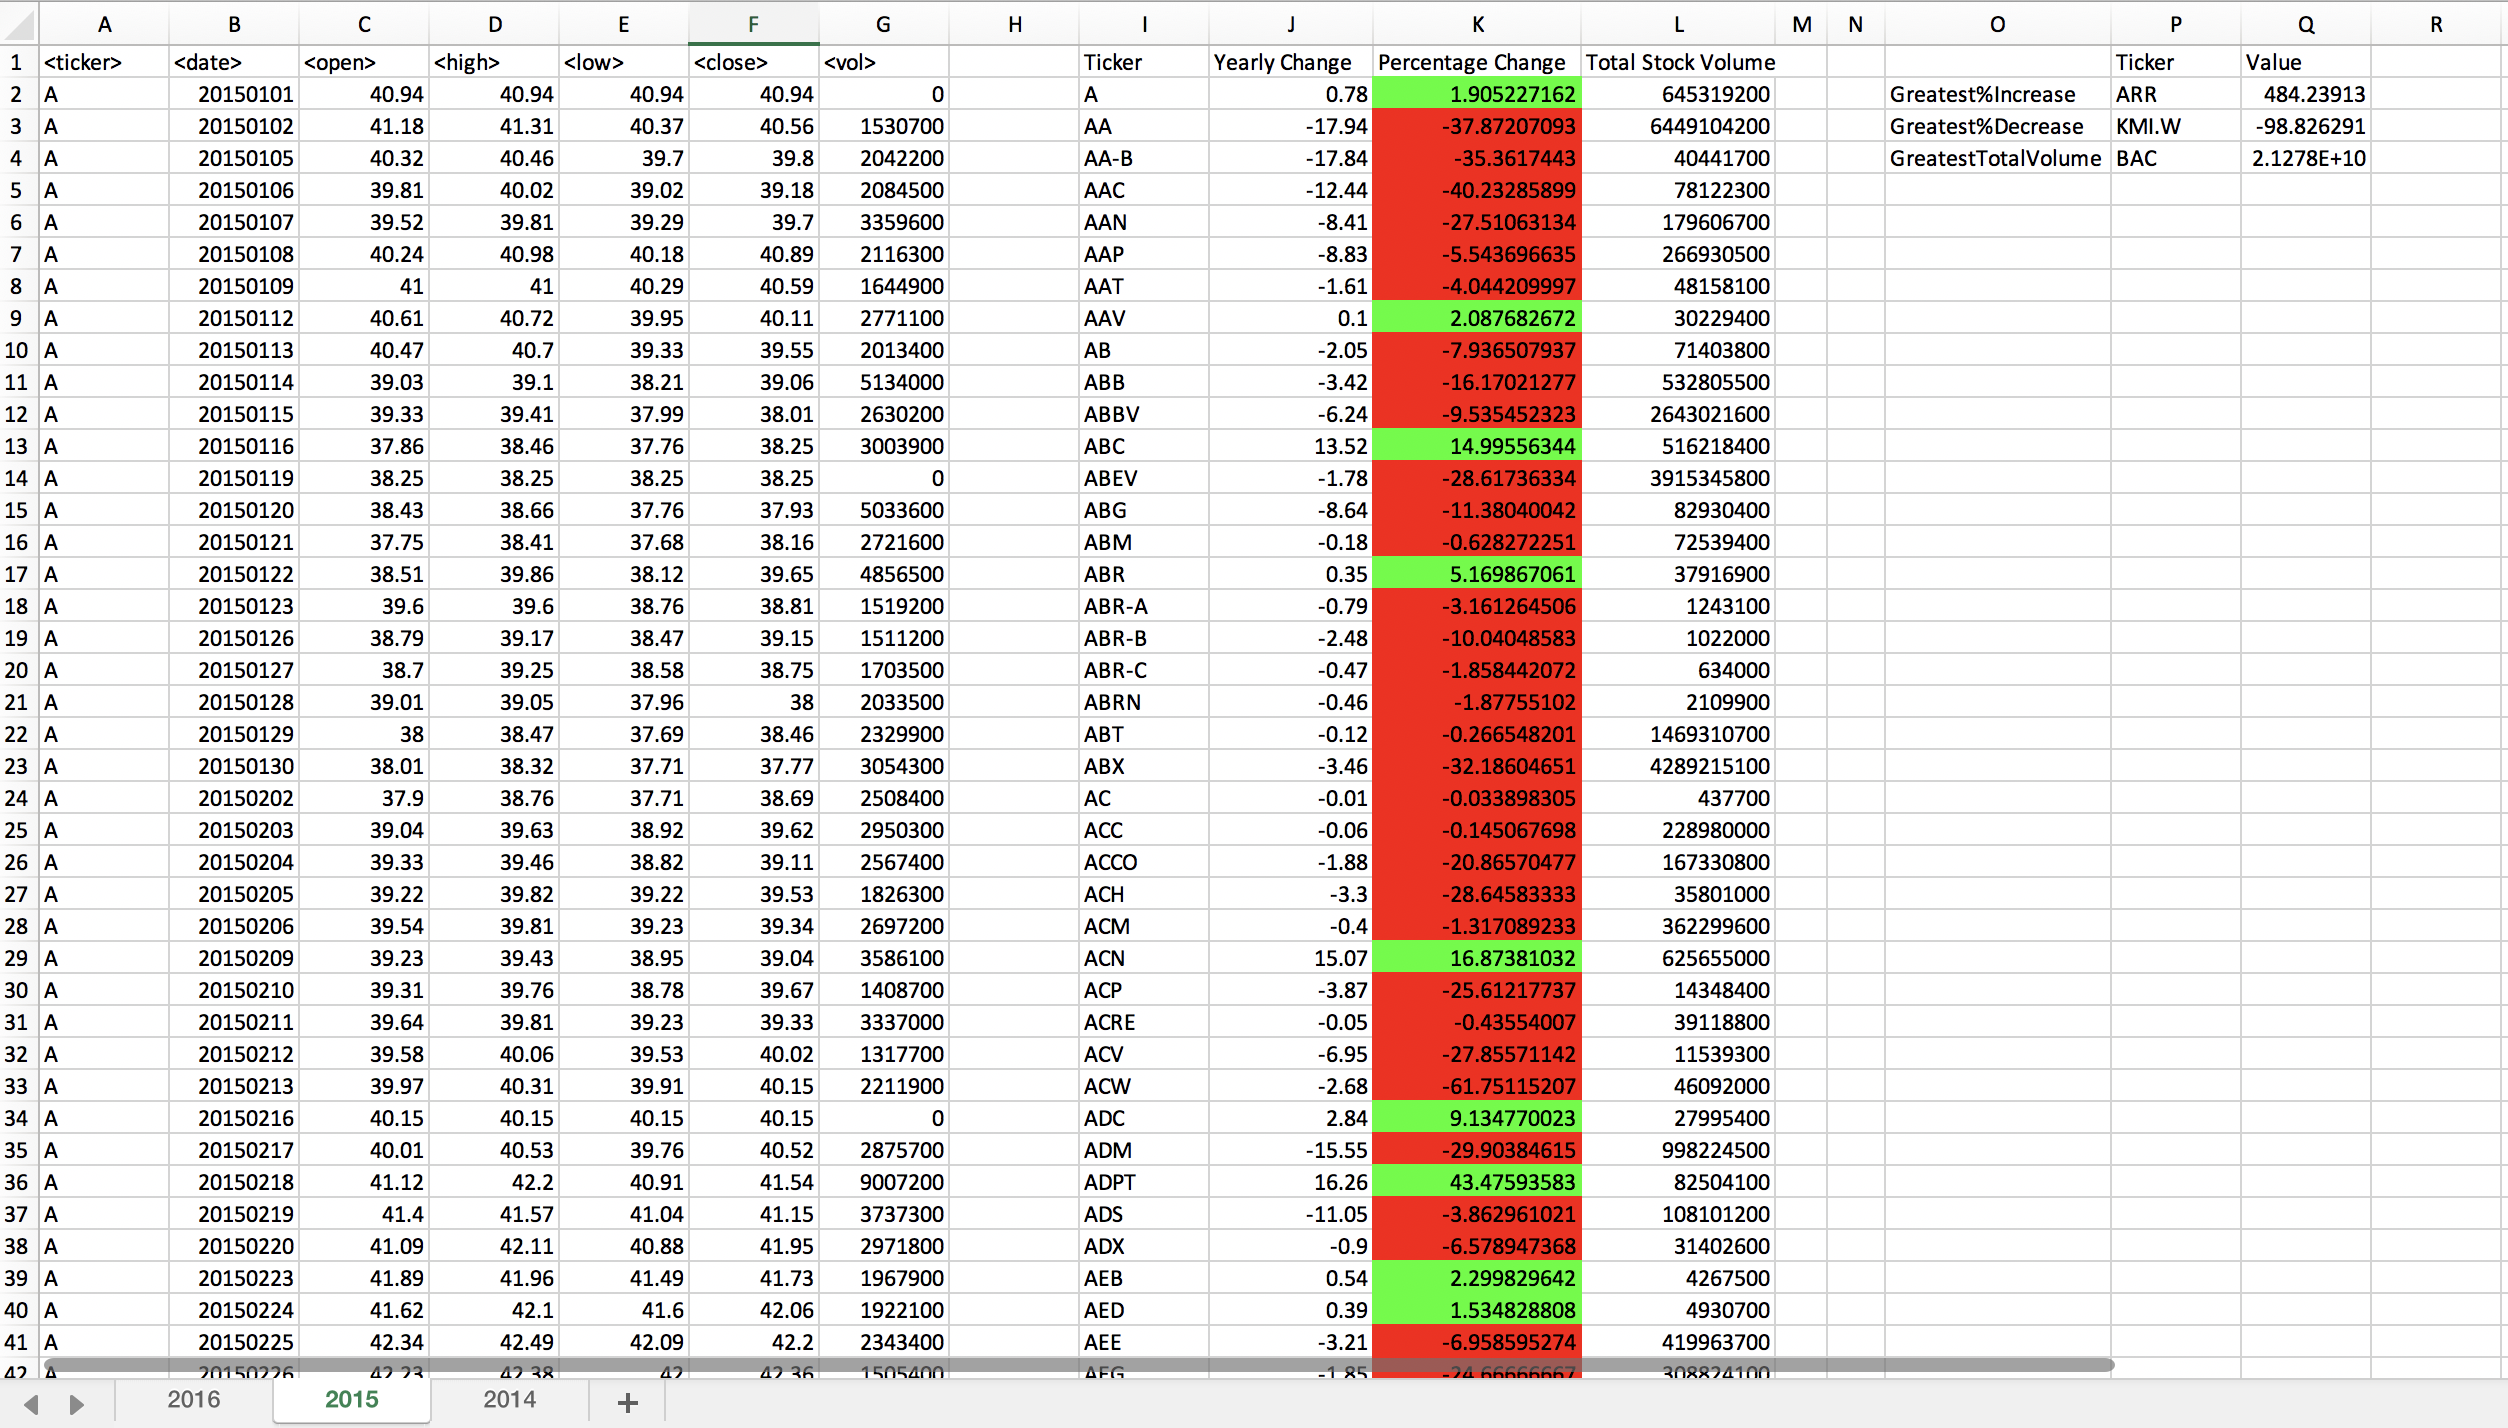 A B C D E F G H I J K L M N O P Q R
1 <ticker> <date> <open> <high> <low> <close> <vol> Ticker Yearly Change Percentage Change Total Stock Volume Ticker Value
2 A 20150101 40.94 40.94 40.94 40.94 0 A 0.78 1.905227162 645319200 Greatest%Increase ARR 484.23913
3 A 20150102 41.18 41.31 40.37 40.56 1530700 AA -17.94 -37.87207093 6449104200 Greatest%Decrease KMI.W -98.826291
4 A 20150105 40.32 40.46 39.7 39.8 2042200 AA-B -17.84 -35.3617443 40441700 GreatestTotalVolume BAC 2.1278E+10
5 A 20150106 39.81 40.02 39.02 39.18 2084500 AAC -12.44 -40.23285899 78122300
6 A 20150107 39.52 39.81 39.29 39.7 3359600 AAN -8.41 -27.51063134 179606700
7 A 20150108 40.24 40.98 40.18 40.89 2116300 AAP -8.83 -5.543696635 266930500
8 A 20150109 41 41 40.29 40.59 1644900 AAT -1.61 -4.044209997 48158100
9 A 20150112 40.61 40.72 39.95 40.11 2771100 AAV 0.1 2.087682672 30229400
10 A 20150113 40.47 40.7 39.33 39.55 2013400 AB -2.05 -7.936507937 71403800
11 A 20150114 39.03 39.1 38.21 39.06 5134000 ABB -3.42 -16.17021277 532805500
12 A 20150115 39.33 39.41 37.99 38.01 2630200 ABBV -6.24 -9.535452323 2643021600
13 A 20150116 37.86 38.46 37.76 38.25 3003900 ABC 13.52 14.99556344 516218400
14 A 20150119 38.25 38.25 38.25 38.25 0 ABEV -1.78 -28.61736334 3915345800
15 A 20150120 38.43 38.66 37.76 37.93 5033600 ABG -8.64 -11.38040042 82930400
16 A 20150121 37.75 38.41 37.68 38.16 2721600 ABM -0.18 -0.628272251 72539400
17 A 20150122 38.51 39.86 38.12 39.65 4856500 ABR 0.35 5.169867061 37916900
18 A 20150123 39.6 39.6 38.76 38.81 1519200 ABR-A -0.79 -3.161264506 1243100
19 A 20150126 38.79 39.17 38.47 39.15 1511200 ABR-B -2.48 -10.04048583 1022000
20 A 20150127 38.7 39.25 38.58 38.75 1703500 ABR-C -0.47 -1.858442072 634000
21 A 20150128 39.01 39.05 37.96 38 2033500 ABRN -0.46 -1.87755102 2109900
22 A 20150129 38 38.47 37.69 38.46 2329900 ABT -0.12 -0.266548201 1469310700
23 A 20150130 38.01 38.32 37.71 37.77 3054300 ABX -3.46 -32.18604651 4289215100
24 A 20150202 37.9 38.76 37.71 38.69 2508400 AC -0.01 -0.033898305 437700
25 A 20150203 39.04 39.63 38.92 39.62 2950300 ACC -0.06 -0.145067698 228980000
26 A 20150204 39.33 39.46 38.82 39.11 2567400 ACCO -1.88 -20.86570477 167330800
27 A 20150205 39.22 39.82 39.22 39.53 1826300 ACH -3.3 -28.64583333 35801000
28 A 20150206 39.54 39.81 39.23 39.34 2697200 ACM -0.4 -1.317089233 362299600
29 A 20150209 39.23 39.43 38.95 39.04 3586100 ACN 15.07 16.87381032 625655000
30 A 20150210 39.31 39.76 38.78 39.67 1408700 ACP -3.87 -25.61217737 14348400
31 A 20150211 39.64 39.81 39.23 39.33 3337000 ACRE -0.05 -0.43554007 39118800
32 A 20150212 39.58 40.06 39.53 40.02 1317700 ACV -6.95 -27.85571142 11539300
33 A 20150213 39.97 40.31 39.91 40.15 2211900 ACW -2.68 -61.75115207 46092000
34 A 20150216 40.15 40.15 40.15 40.15 0 ADC 2.84 9.134770023 27995400
35 A 20150217 40.01 40.53 39.76 40.52 2875700 ADM -15.55 -29.90384615 998224500
36 A 20150218 41.12 42.2 40.91 41.54 9007200 ADPT 16.26 43.47593583 82504100
37 A 20150219 41.4 41.57 41.04 41.15 3737300 ADS -11.05 -3.862961021 108101200
38 A 20150220 41.09 42.11 40.88 41.95 2971800 ADX -0.9 -6.578947368 31402600
39 A 20150223 41.89 41.96 41.49 41.73 1967900 AEB 0.54 2.299829642 4267500
40 A 20150224 41.62 42.1 41.6 42.06 1922100 AED 0.39 1.534828808 4930700
41 A 20150225 42.34 42.49 42.09 42.2 2343400 AEE -3.21 -6.958595274 419963700
42 A 20150226 42.23 42.38 42 42.36 1505400 AEG -1.85 -24.66666667 308824100
2016 2015 2014 +